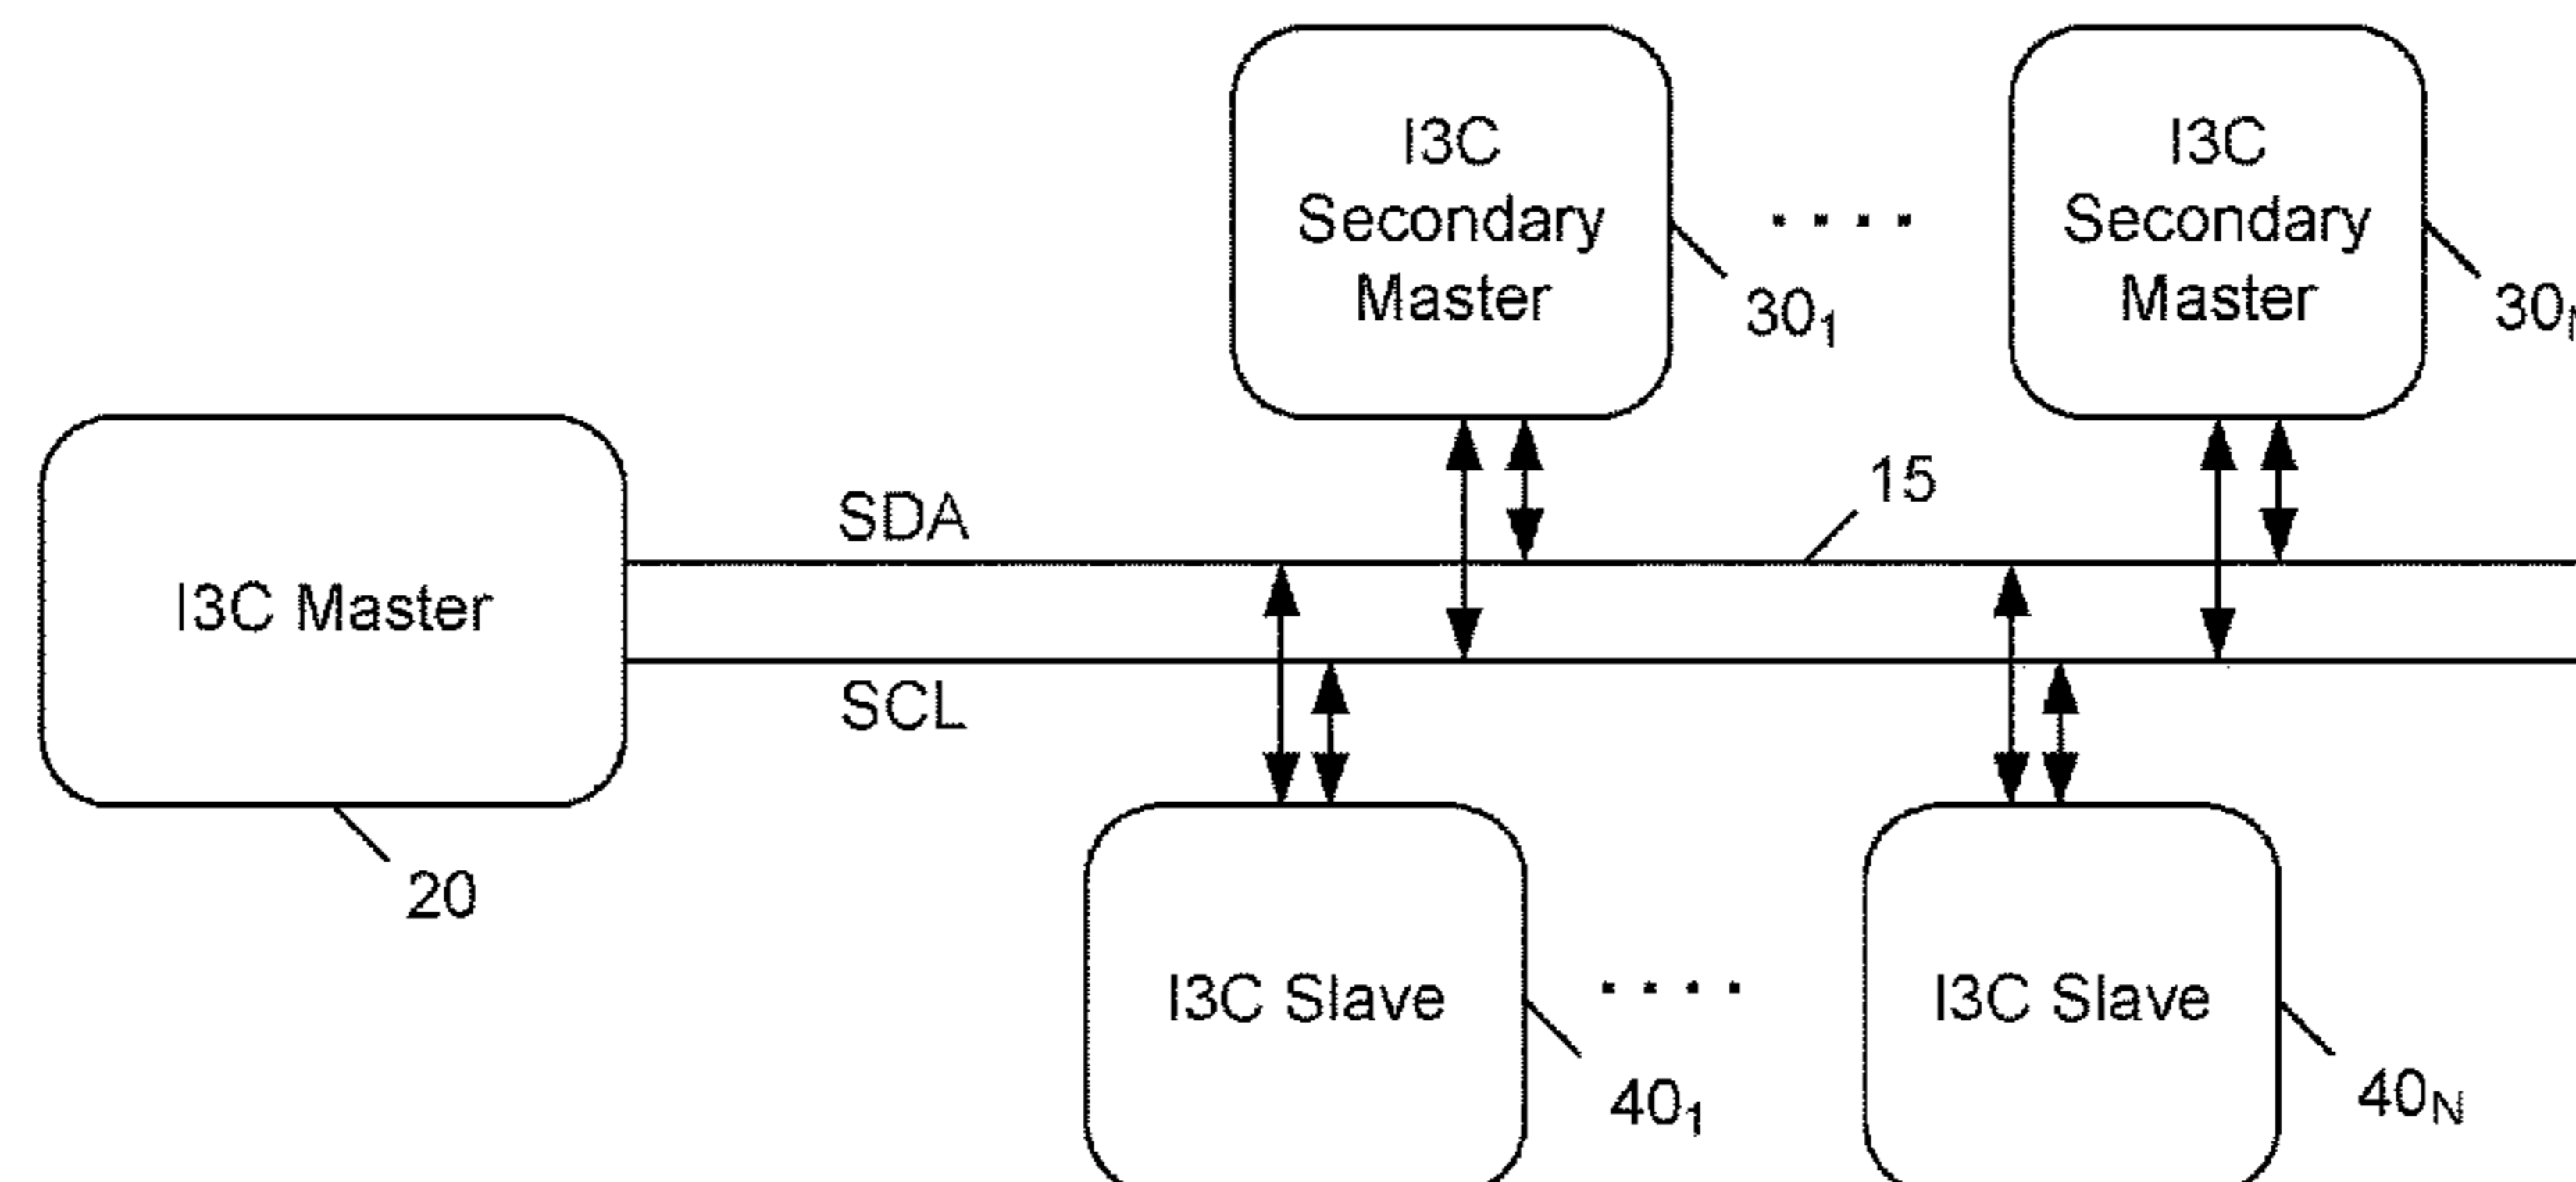 I3C
Secondary
Master
I3C
Secondary
Master
30₁
30
15
SDA
I3C Master
SCL
20
I3C Slave
I3C Slave
40₁
40N